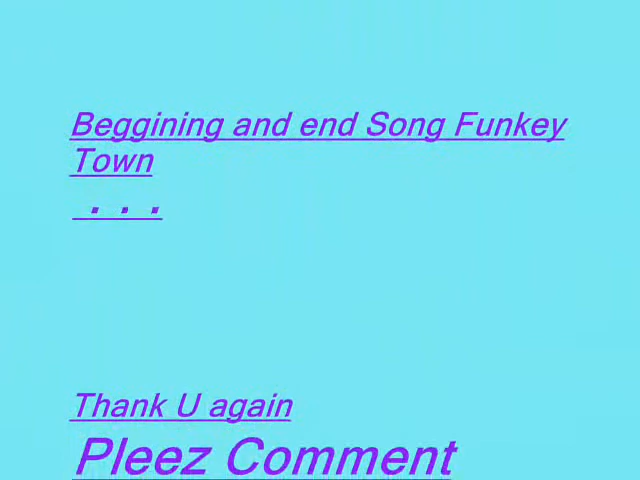 Beggining and end Song Funkey
Town
. . .
Thank U again
Pleez Comment